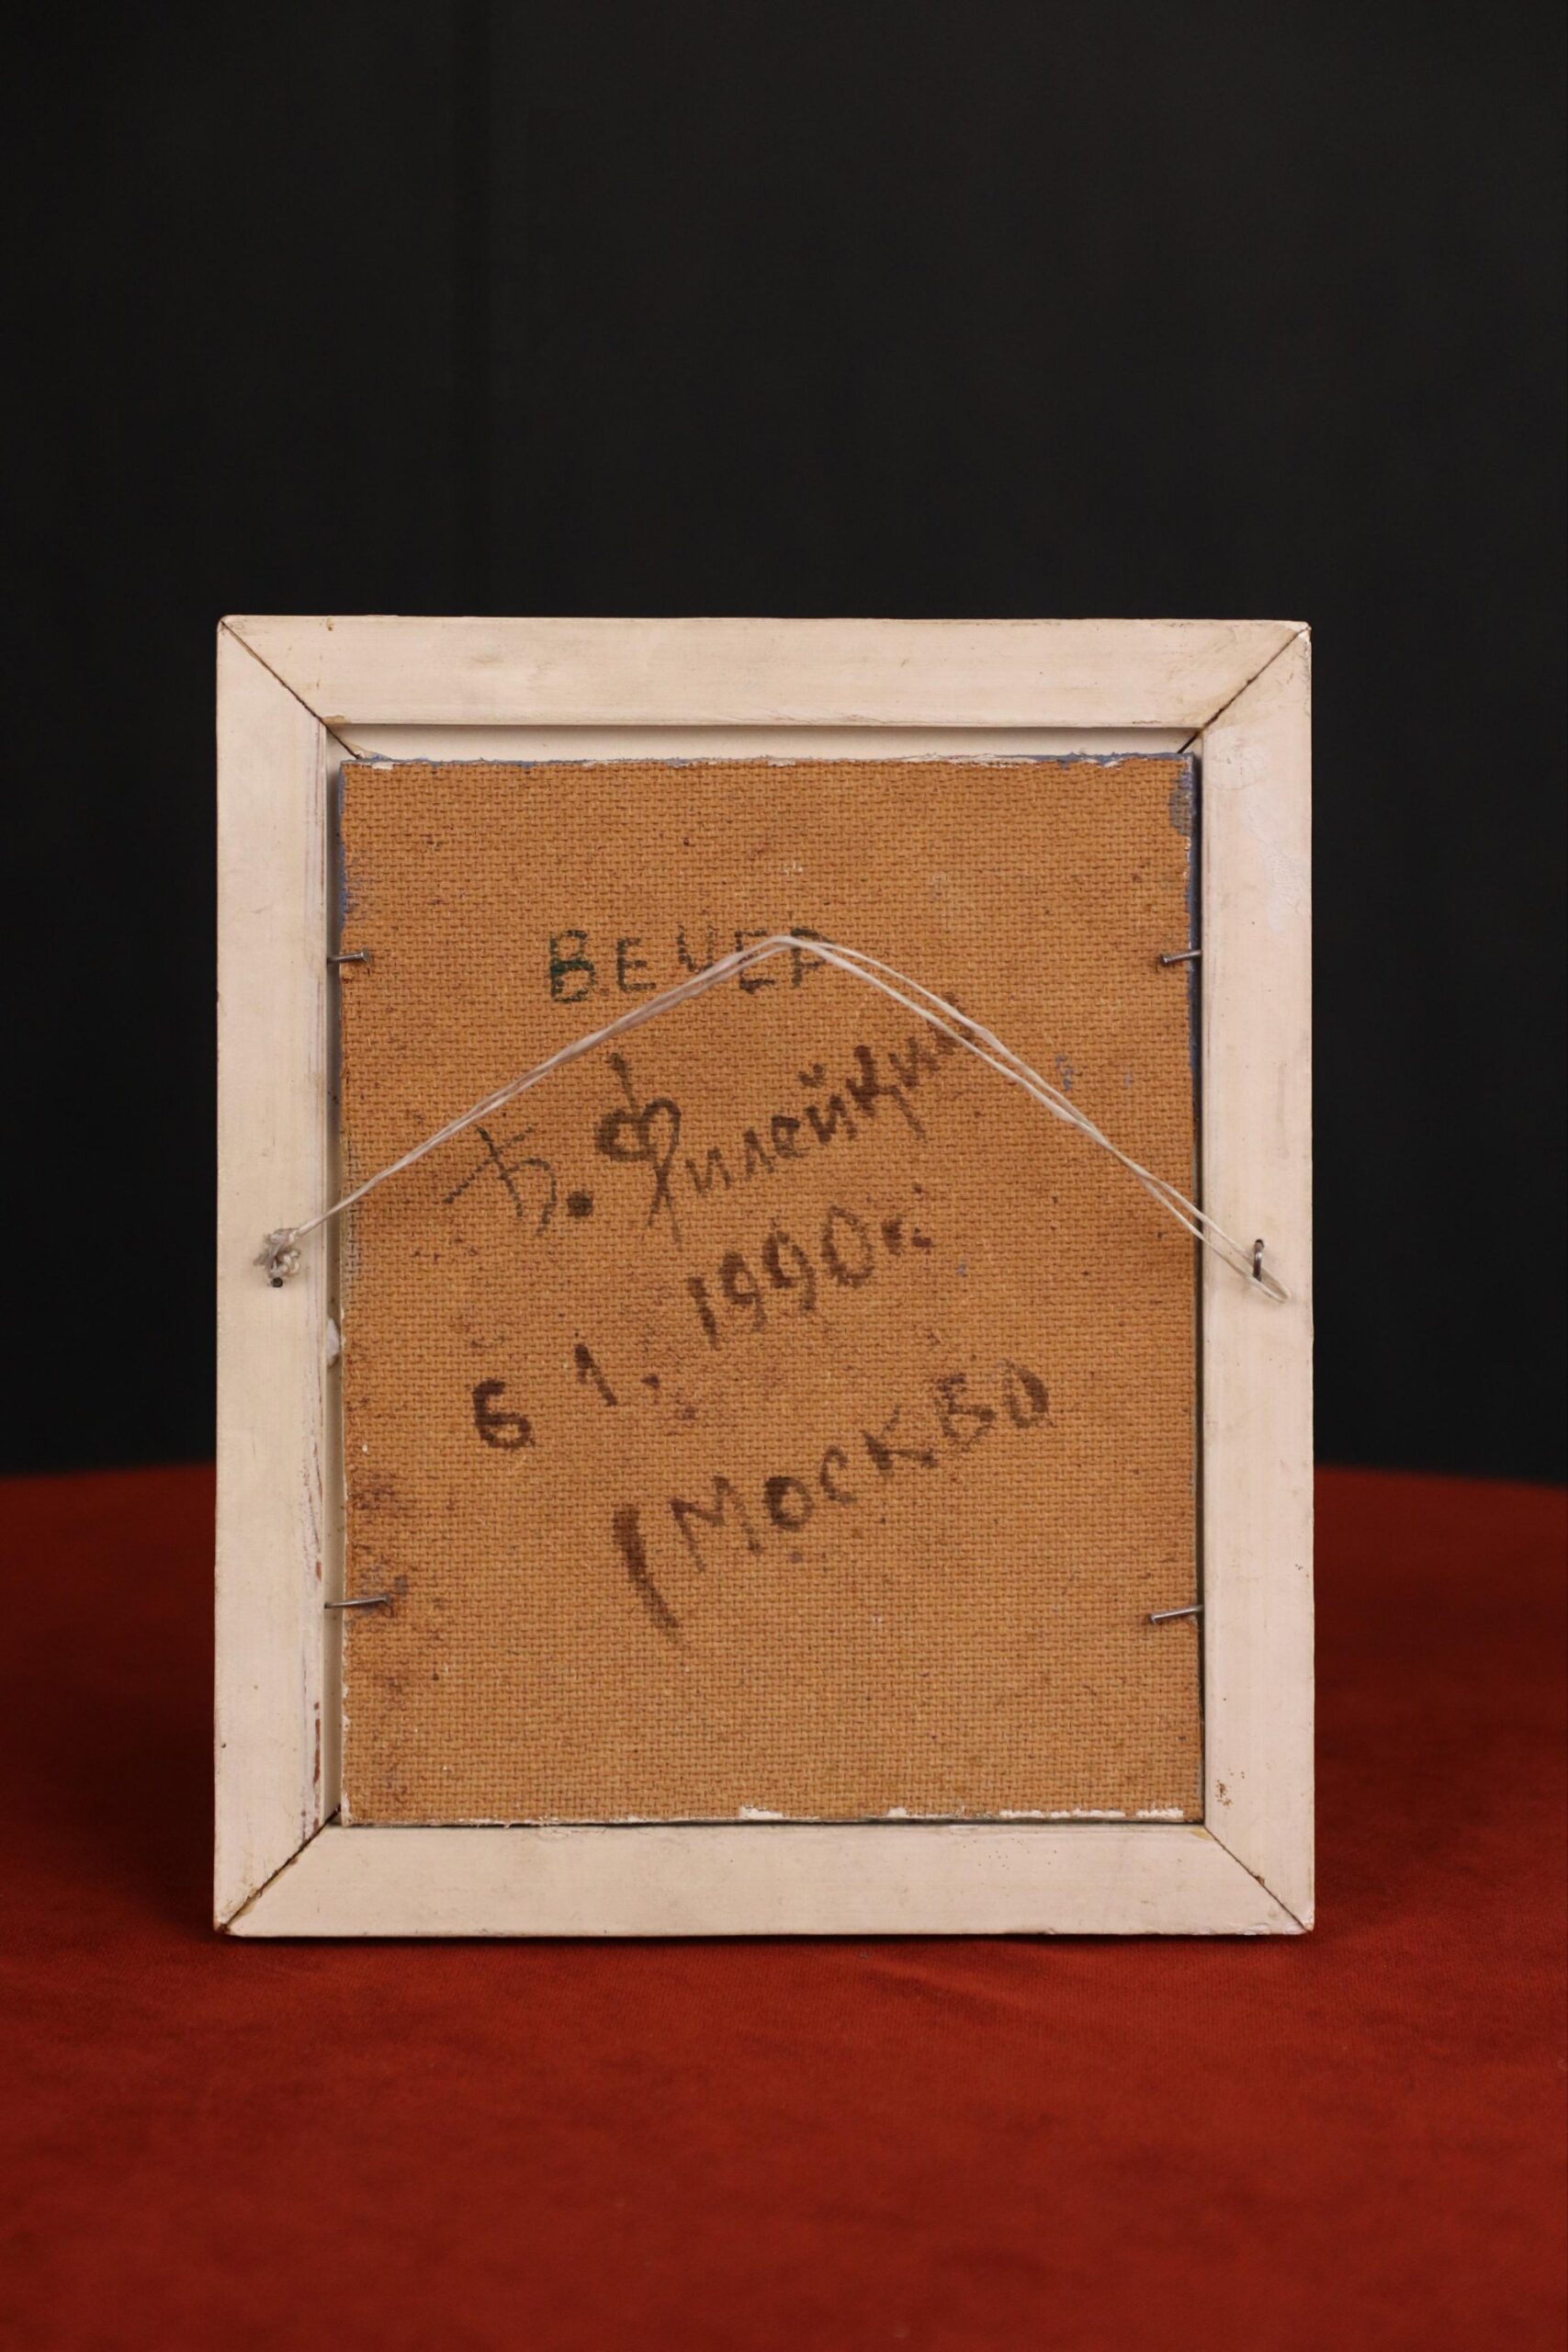 ВЕЧЕР
Б. Филейкин
6 1. 1990г.
Москва